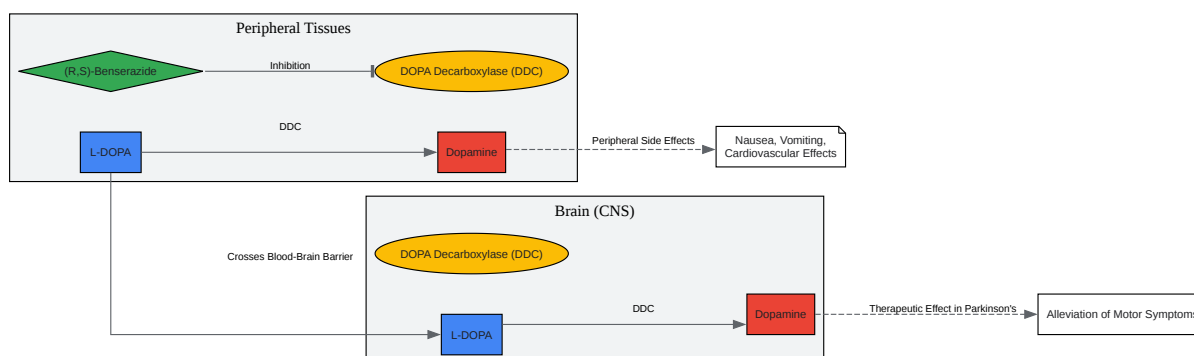 Peripheral Tissues
(R,S)-Benserazide
Inhibition
DOPA Decarboxylase (DDC)
L-DOPA
DDC
Dopamine
Peripheral Side Effects
Nausea, Vomiting,
Cardiovascular Effects
Brain (CNS)
DOPA Decarboxylase (DDC)
Crosses Blood-Brain Barrier
L-DOPA
DDC
Dopamine
Therapeutic Effect in Parkinson's
Alleviation of Motor Symptoms